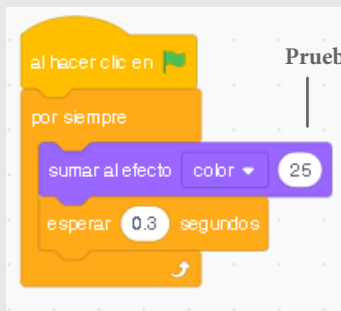 al hacer clic en
Prueb
por siempre
sumar al efecto color 25
esperar 0.3 segundos